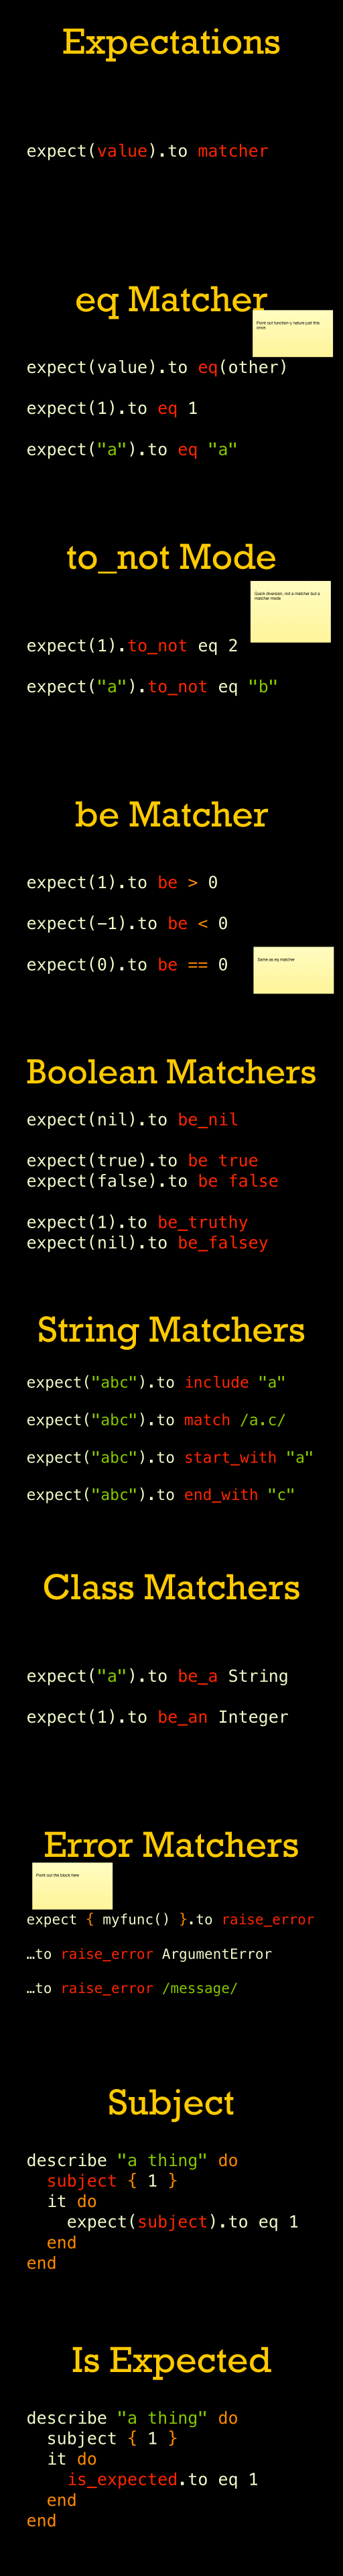 Expectations
expect(value).to matcher
eq Matcher
Point out function-y nature just this
once.
expect(value).to eq(other)
expect(1).to eq 1
expect("a").to eq "a"
to_not Mode
Quick diversion, not a matcher but a
matcher mode
expect(1).to_not eq 2
expect("a").to_not eq "b"
be Matcher
expect(1).to be > 0
expect(-1).to be < 0
expect(0).to be == 0
Same as eq matcher
Boolean Matchers
expect(nil).to be_nil
expect(true).to be true
expect(false).to be false
expect(1).to be_truthy
expect(nil).to be_falsey
String Matchers
expect("abc").to include "a"
expect("abc").to match /a.c/
expect("abc").to start_with "a"
expect("abc").to end_with "c"
Class Matchers
expect("a").to be_a String
expect(1).to be_an Integer
Error Matchers
Point out the block here
expect { myfunc() }.to raise_error
…to raise_error ArgumentError
…to raise_error /message/
Subject
describe "a thing" do
  subject { 1 }
  it do
    expect(subject).to eq 1
  end
end
Is Expected
describe "a thing" do
  subject { 1 }
  it do
    is_expected.to eq 1
  end
end